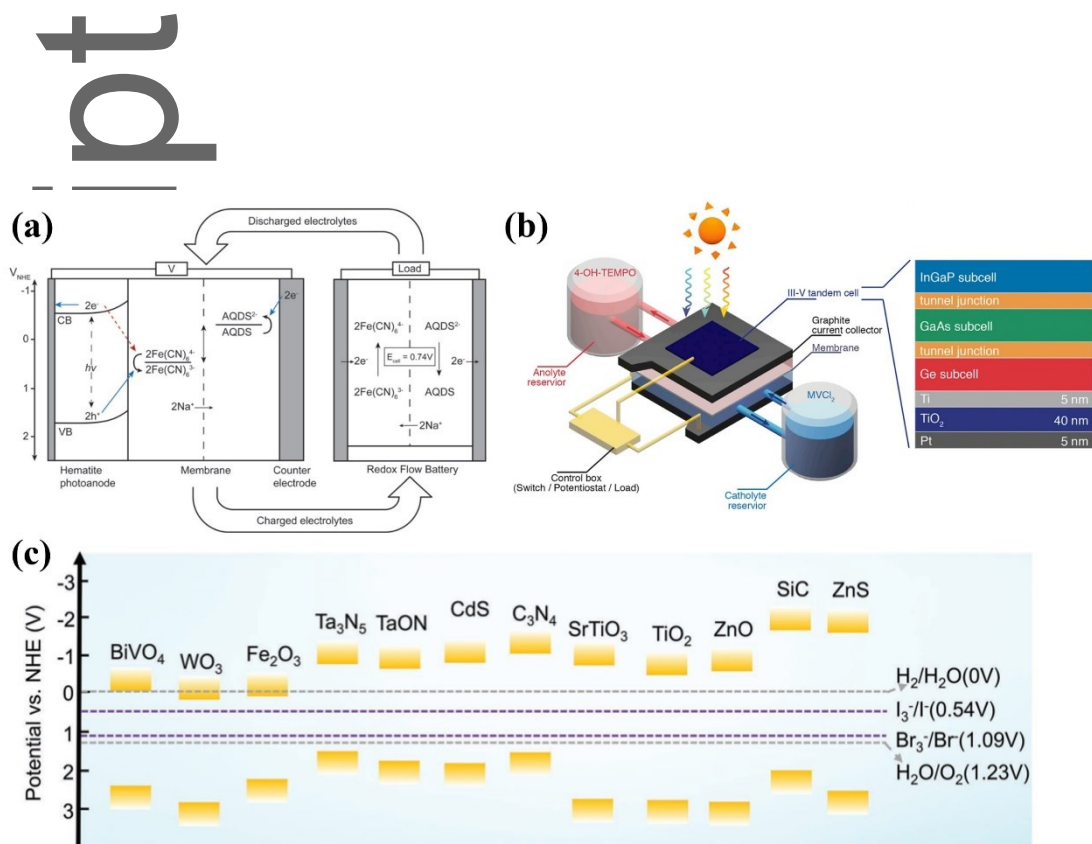 ipt
(a)
Discharged electrolytes
V_NHE
V
Load
-1
0
1
2
2e⁻
CB
hν
2h⁺
VB
2Fe(CN)₆⁴⁻
2Fe(CN)₆³⁻
AQDS²⁻
AQDS
2e⁻
2Na⁺
2Fe(CN)₆⁴⁻
AQDS²⁻
2e⁻
E_cell = 0.74V
2e⁻
2Fe(CN)₆³⁻
AQDS
2Na⁺
Hematite
photoanode
Membrane
Counter
electrode
Redox Flow Battery
Charged electrolytes
(b)
4-OH-TEMPO
Anolyte
reservior
III-V tandem cell
Graphite
current collector
Membrane
MVCl₂
Catholyte
reservior
Control box
(Switch / Potentiostat / Load)
InGaP subcell
tunnel junction
GaAs subcell
tunnel junction
Ge subcell
Ti 5 nm
TiO₂ 40 nm
Pt 5 nm
(c)
Potential vs. NHE (V)
-3
-2
-1
0
1
2
3
BiVO₄
WO₃
Fe₂O₃
Ta₃N₅
TaON
CdS
C₃N₄
SrTiO₃
TiO₂
ZnO
SiC
ZnS
H₂/H₂O(0V)
I₃⁻/I⁻(0.54V)
Br₃⁻/Br⁻(1.09V)
H₂O/O₂(1.23V)